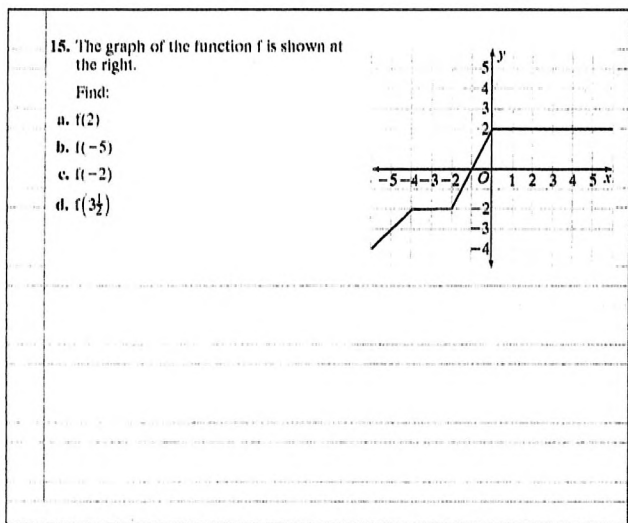 15. The graph of the function f is shown at
the right.
Find:
a. f(2)
b. f(-5)
c. f(-2)
d. f(3½)
y
5
4
3
2
-5 -4 -3 -2 O 1 2 3 4 5 x
-2
-3
-4